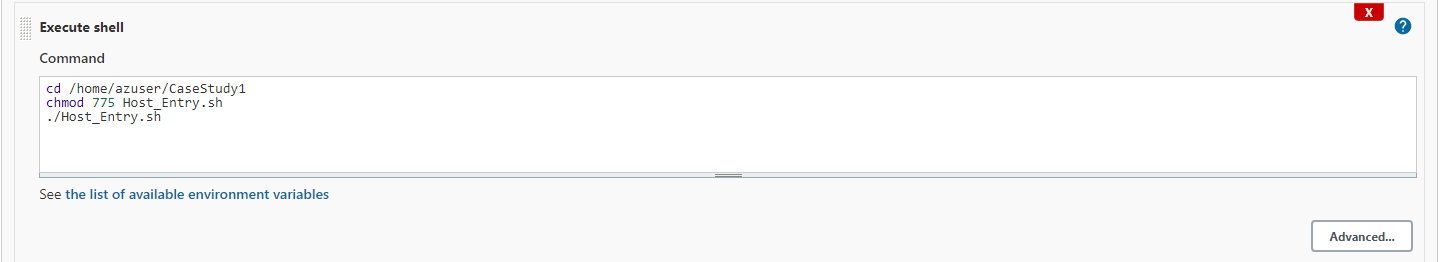 X
Execute shell
?
Command
cd /home/azuser/CaseStudy1
chmod 775 Host_Entry.sh
./Host_Entry.sh
See the list of available environment variables
Advanced...